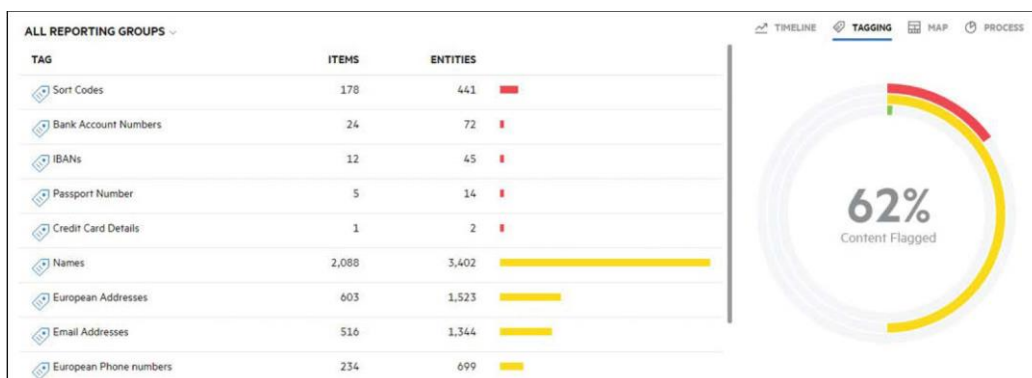 ALL REPORTING GROUPS
TIMELINE TAGGING MAP PROCESS
TAG ITEMS ENTITIES
Sort Codes 178 441
Bank Account Numbers 24 72
IBANs 12 45
Passport Number 5 14
Credit Card Details 1 2
Names 2,088 3,402
European Addresses 603 1,523
Email Addresses 516 1,344
European Phone numbers 234 699
62%
Content Flagged